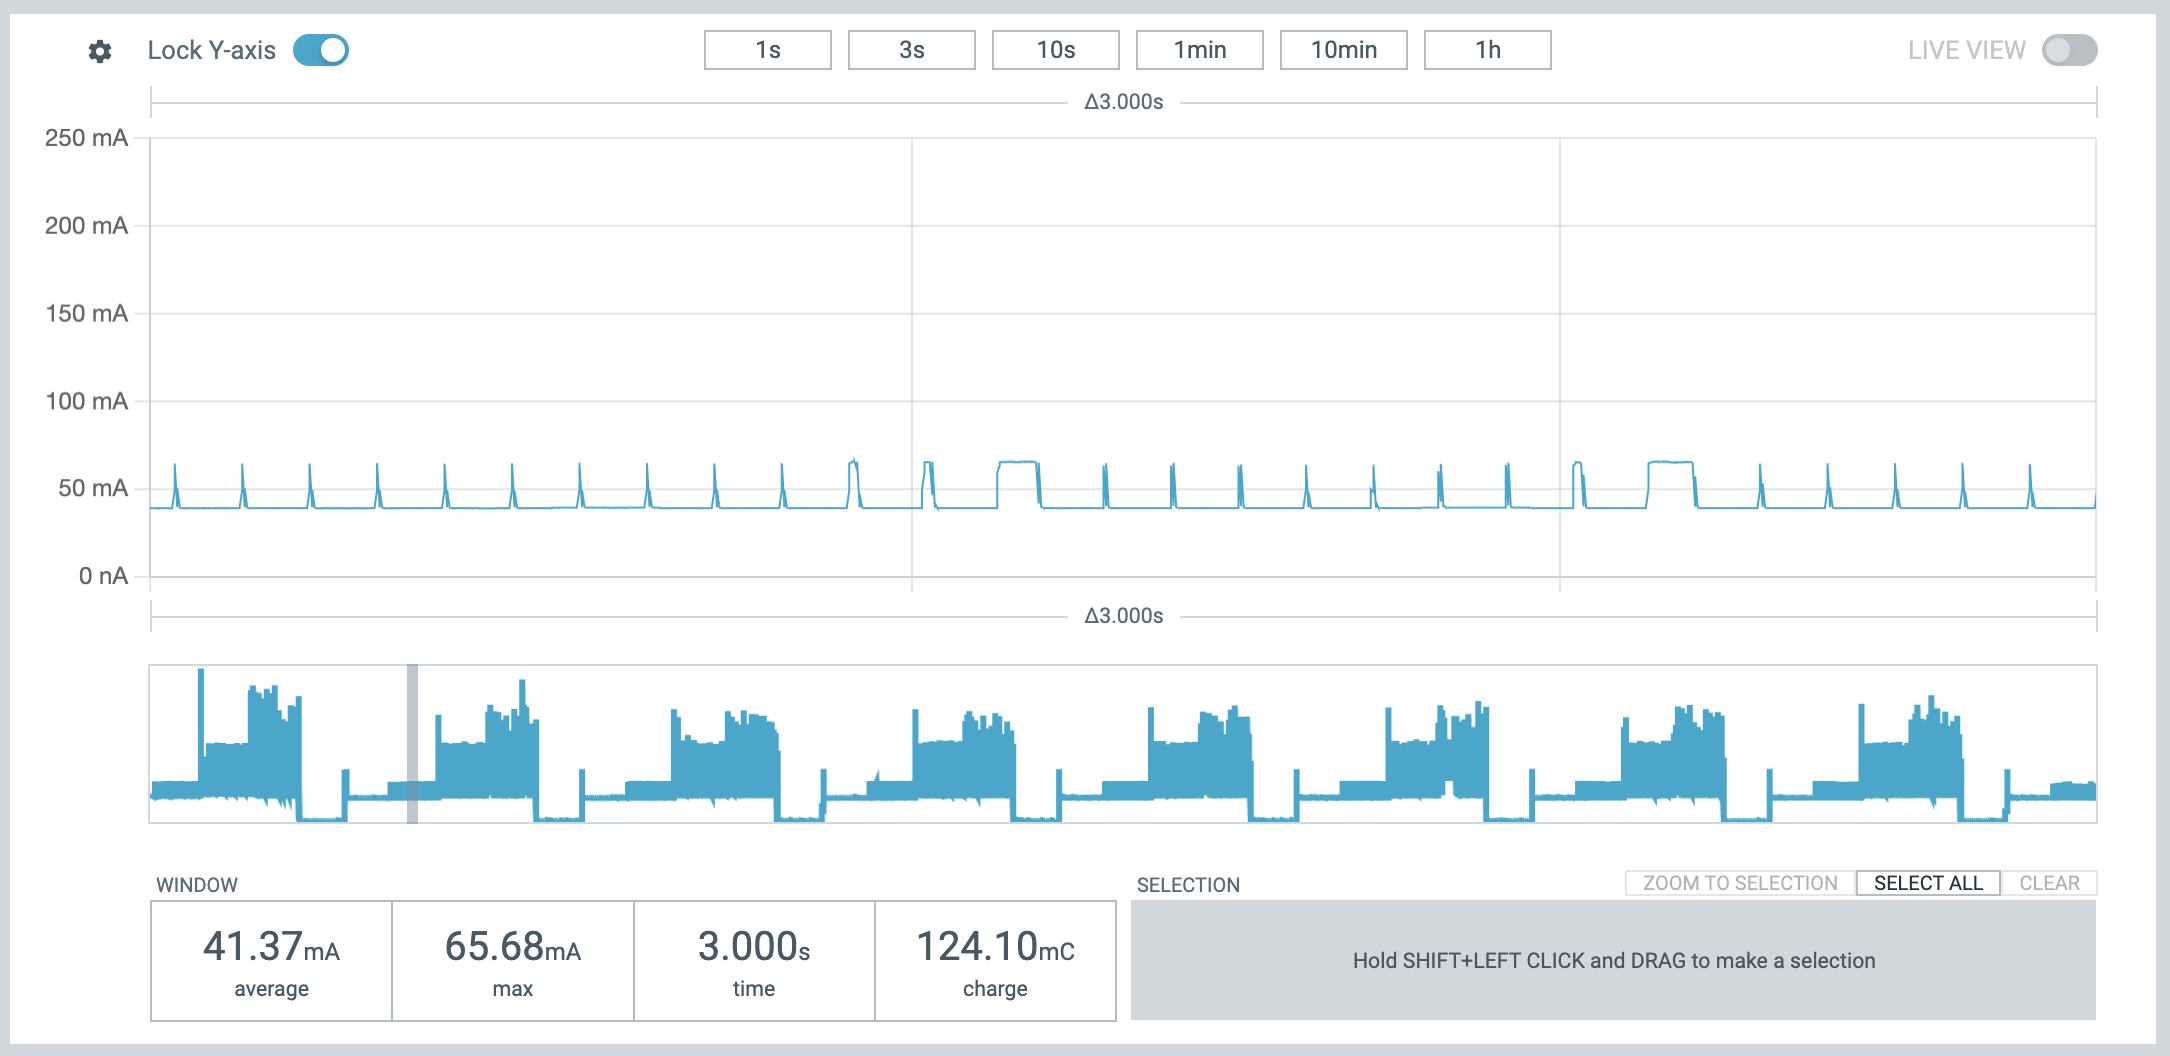 Lock Y-axis 1s 3s 10s 1min 10min 1h LIVE VIEW
Δ3.000s
250 mA
200 mA
150 mA
100 mA
50 mA
0 nA
Δ3.000s
WINDOW
41.37mA 65.68mA 3.000s 124.10mC
average max time charge
SELECTION ZOOM TO SELECTION SELECT ALL CLEAR
Hold SHIFT+LEFT CLICK and DRAG to make a selection